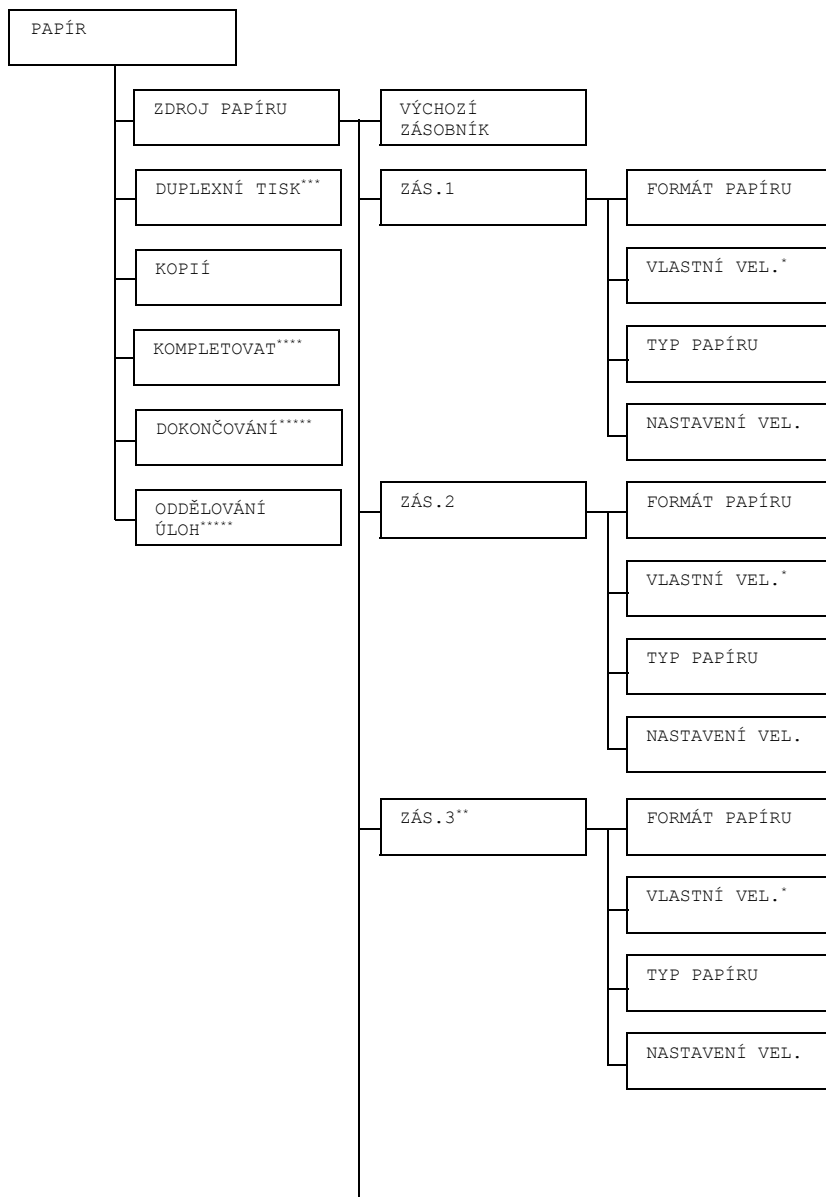 PAPÍR
ZDROJ PAPÍRU
DUPLEXNÍ TISK***
KOPIÍ
KOMPLETOVAT****
DOKONČOVÁNÍ*****
ODDĚLOVÁNÍ
ÚLOH*****
VÝCHOZÍ
ZÁSOBNÍK
ZÁS.1
FORMÁT PAPÍRU
VLASTNÍ VEL.*
TYP PAPÍRU
NASTAVENÍ VEL.
ZÁS.2
FORMÁT PAPÍRU
VLASTNÍ VEL.*
TYP PAPÍRU
NASTAVENÍ VEL.
ZÁS.3**
FORMÁT PAPÍRU
VLASTNÍ VEL.*
TYP PAPÍRU
NASTAVENÍ VEL.